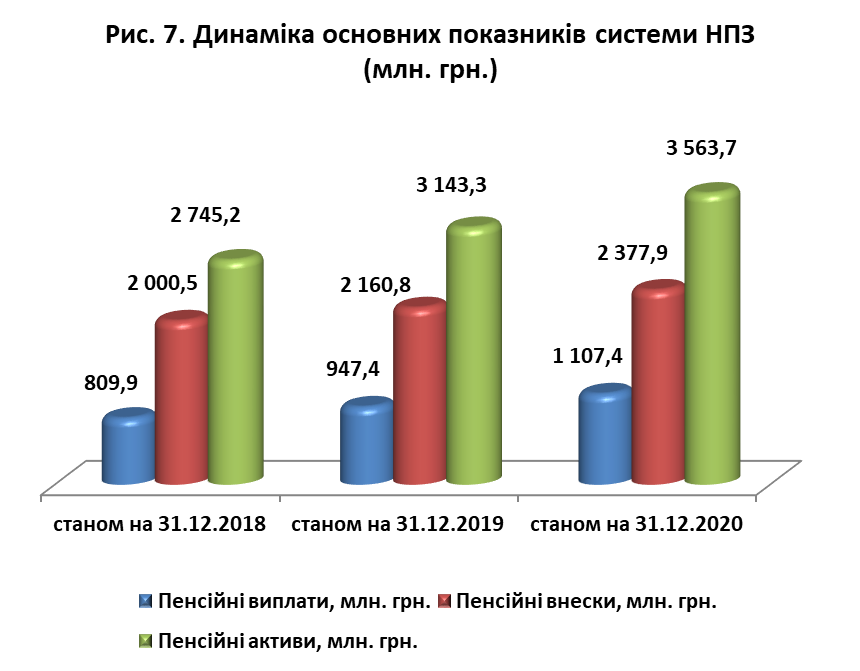 Рис. 7. Динаміка основних показників системи НПЗ
(млн. грн.)
3 563,7
3 143,3
2 745,2
2 377,9
2 000,5
2 160,8
1 107,4
947,4
809,9
станом на 31.12.2018 станом на 31.12.2019 станом на 31.12.2020
Пенсійні виплати, млн. грн. Пенсійні внески, млн. грн.
Пенсійні активи, млн. грн.